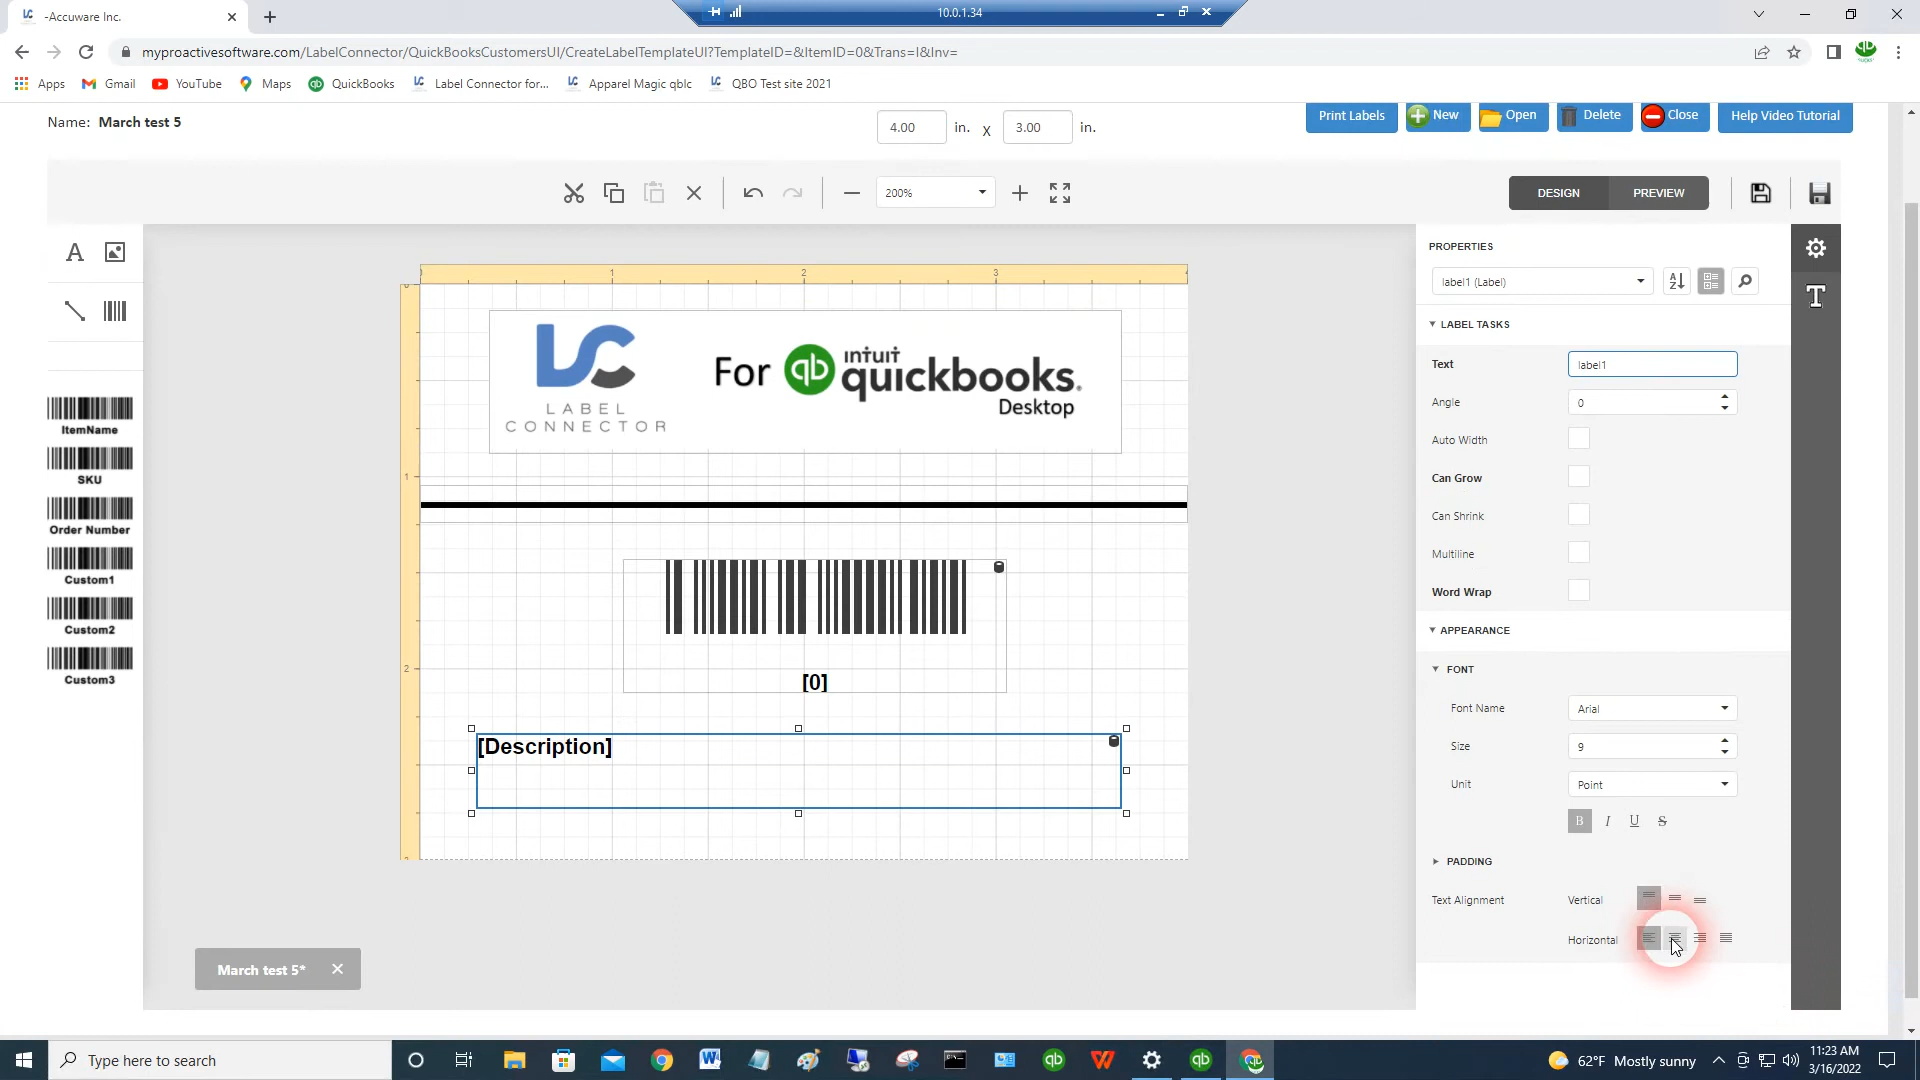 -Accuware Inc.
10.0.1.34
myproactivesoftware.com/LabelConnector/QuickBooksCustomersUI/CreateLabelTemplateUI?TemplateID=&ItemID=0&Trans=I&Inv=
Apps Gmail YouTube Maps QuickBooks Label Connector for... Apparel Magic qblc QBO Test site 2021
Name: March test 5 4.00 in. x 3.00 in. Print Labels New Open Delete Close Help Video Tutorial
200% DESIGN PREVIEW
PROPERTIES
label1 (Label)
LABEL TASKS
Text label1
Angle 0
Auto Width
Can Grow
Can Shrink
Multiline
Word Wrap
APPEARANCE
FONT
Font Name Arial
Size 9
Unit Point
B I U S
PADDING
Text Alignment Vertical
Horizontal
ItemName
SKU
Order Number
Custom1
Custom2
Custom3
1 2 3
1
2
LABEL
CONNECTOR
For qb intuit
quickbooks.
Desktop
[0]
[Description]
March test 5*
Type here to search
62°F Mostly sunny
11:23 AM
3/16/2022